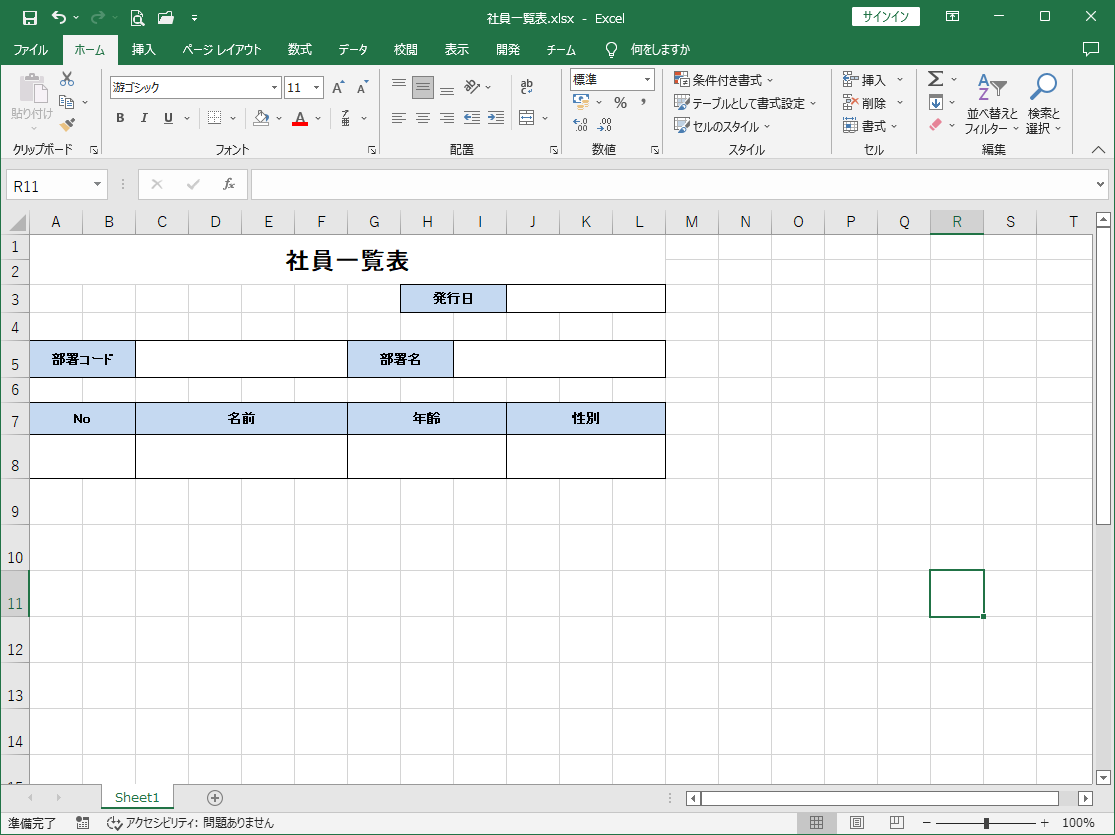 社員一覧表.xlsx - Excel
サインイン
ファイル ホーム 挿入 ページ レイアウト 数式 データ 校閲 表示 開発 チーム 何をしますか
貼り付け
クリップボード
游ゴシック 11 A A
B I U A
フォント
ab
配置
標準
% ,
.00
.00
数値
条件付き書式
テーブルとして書式設定
セルのスタイル
スタイル
挿入
削除
書式
セル
Σ
並べ替えと
フィルター
検索と
選択
編集
R11 fx
A B C D E F G H I J K L M N O P Q R S T
1
社員一覧表
2
3 発行日
4
5 部署コード 部署名
6
7 No 名前 年齢 性別
8
9
10
11
12
13
14
Sheet1
準備完了 アクセシビリティ: 問題ありません 100%